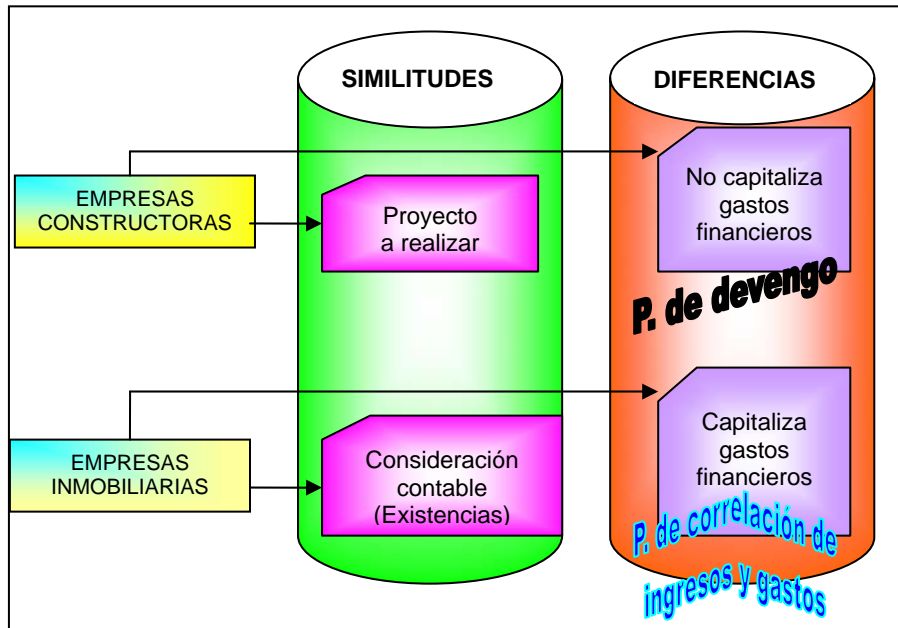 SIMILITUDES
DIFERENCIAS
EMPRESAS
CONSTRUCTORAS
Proyecto
a realizar
No capitaliza
gastos
financieros
P. de devengo
EMPRESAS
INMOBILIARIAS
Consideración
contable
(Existencias)
Capitaliza
gastos
financieros
P. de correlación de
ingresos y gastos